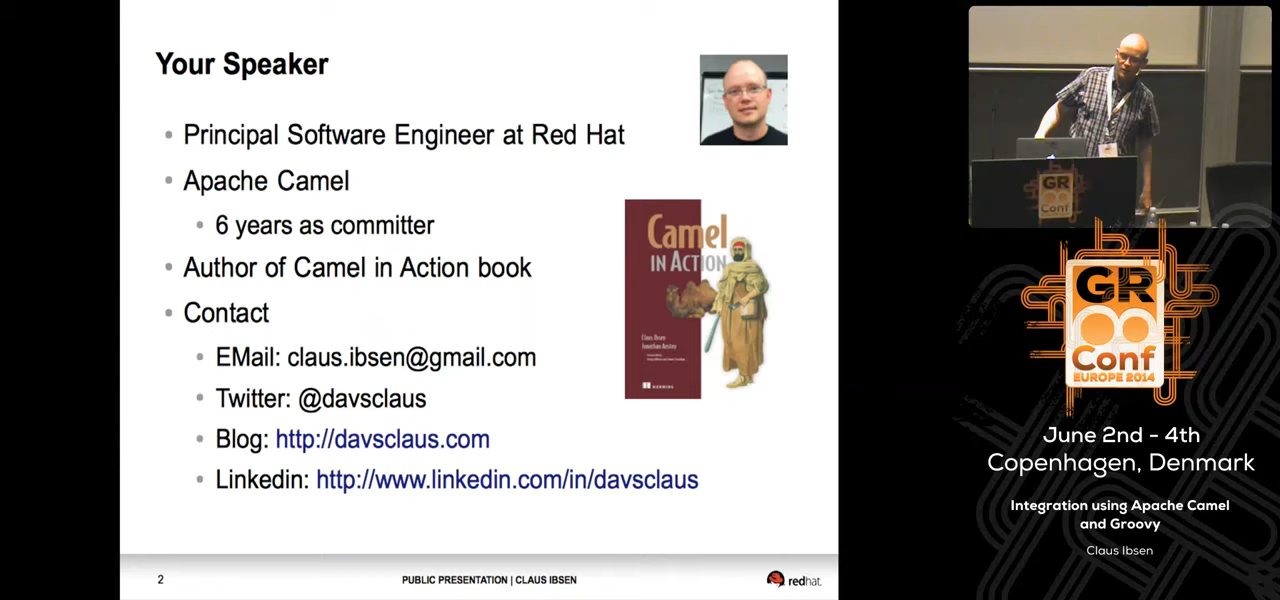 Your Speaker
Principal Software Engineer at Red Hat
Apache Camel
6 years as committer
Author of Camel in Action book
Contact
EMail: claus.ibsen@gmail.com
Twitter: @davsclaus
Blog: http://davsclaus.com
Linkedin: http://www.linkedin.com/in/davsclaus
Camel
IN ACTION
Claus Ibsen
Jonathan Anstey
MANNING
2
PUBLIC PRESENTATION | CLAUS IBSEN
redhat.
GR
Conf
GR
Conf
EUROPE 2014
June 2nd - 4th
Copenhagen, Denmark
Integration using Apache Camel
and Groovy
Claus Ibsen